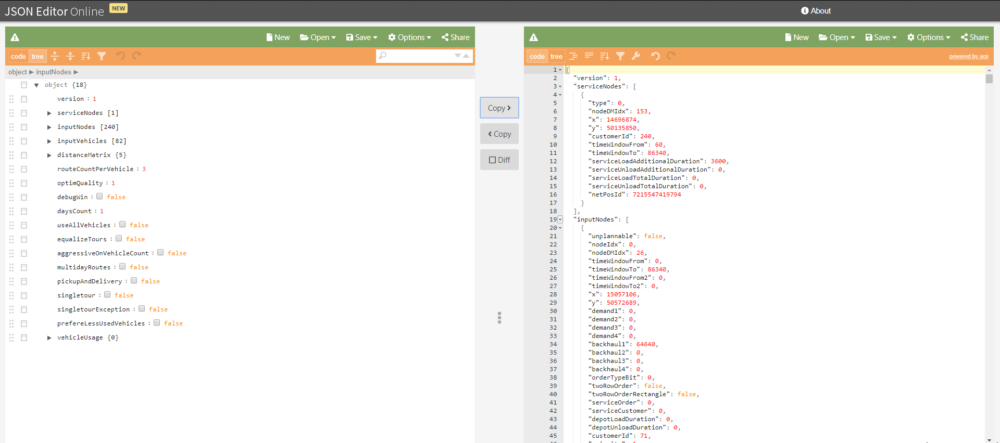 JSON Editor Online NEW
About
New Open Save Options Share
code tree
object ▶ inputNodes ▶
object {18}
version : 1
serviceNodes [1]
inputNodes [240]
inputVehicles [82]
distanceMatrix {5}
routeCountPerVehicle : 3
optimQuality : 1
debugWin : false
daysCount : 1
useAllVehicles : false
equalizeTours : false
aggressiveOnVehicleCount : false
multidayRoutes : false
pickupAndDelivery : false
singletour : false
singletourException : false
prefereLessUsedVehicles : false
vehicleUsage {0}
Copy >
< Copy
Diff
New Open Save Options Share
code tree
powered by ace
1 {
2 "version": 1,
3 "serviceNodes": [
4 {
5 "type": 0,
6 "nodeDMIdx": 153,
7 "x": 14696874,
8 "y": 50135850,
9 "customerId": 240,
10 "timeWindowFrom": 60,
11 "timeWindowTo": 86340,
12 "serviceLoadAdditionalDuration": 3600,
13 "serviceUnloadAdditionalDuration": 0,
14 "serviceLoadTotalDuration": 0,
15 "serviceUnloadTotalDuration": 0,
16 "netPosId": 7215547419794
17 }
18 ],
19 "inputNodes": [
20 {
21 "unplannable": false,
22 "nodeIdx": 0,
23 "nodeDMIdx": 26,
24 "timeWindowFrom": 0,
25 "timeWindowTo": 86340,
26 "timeWindowFrom2": 0,
27 "timeWindowTo2": 0,
28 "x": 15057106,
29 "y": 50572689,
30 "demand1": 0,
31 "demand2": 0,
32 "demand3": 0,
33 "demand4": 0,
34 "backhaul1": 64640,
35 "backhaul2": 0,
36 "backhaul3": 0,
37 "backhaul4": 0,
38 "orderTypeBit": 0,
39 "twoRowOrder": false,
40 "twoRowOrderRectangle": false,
41 "serviceOrder": 0,
42 "serviceCustomer": 0,
43 "depotLoadDuration": 0,
44 "depotUnloadDuration": 0,
45 "customerId": 71,